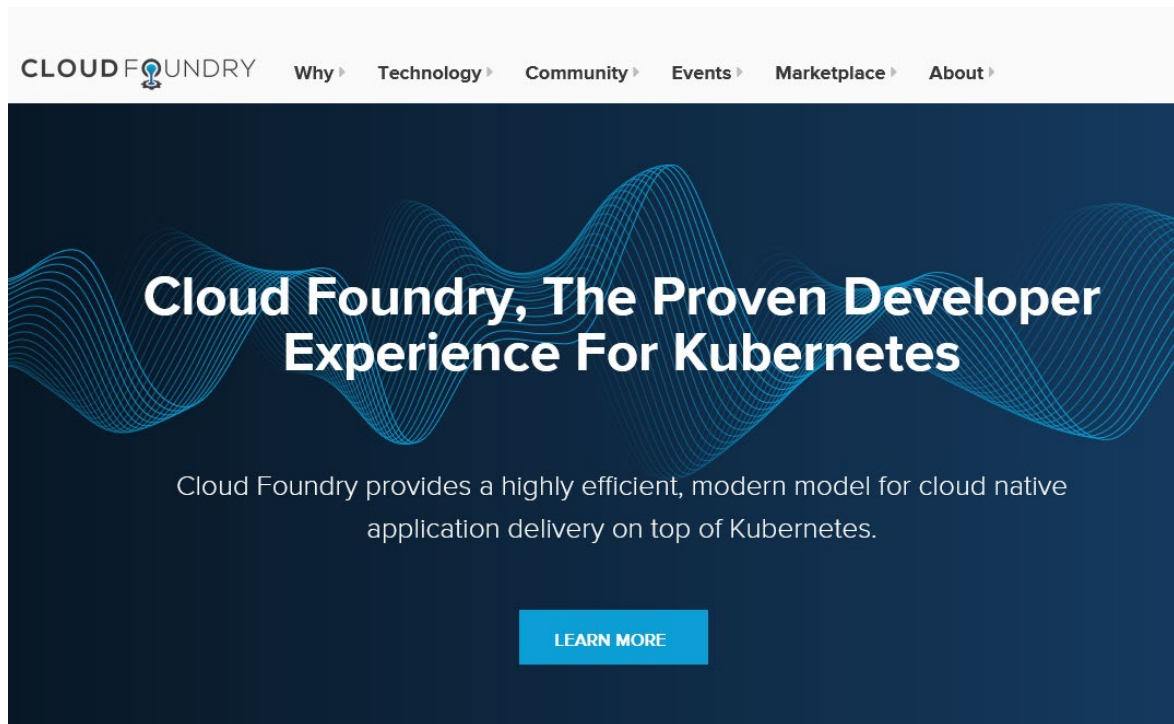 CLOUD FOUNDRY
Why Technology Community Events Marketplace About
Cloud Foundry, The Proven Developer
Experience For Kubernetes
Cloud Foundry provides a highly efficient, modern model for cloud native
application delivery on top of Kubernetes.
LEARN MORE